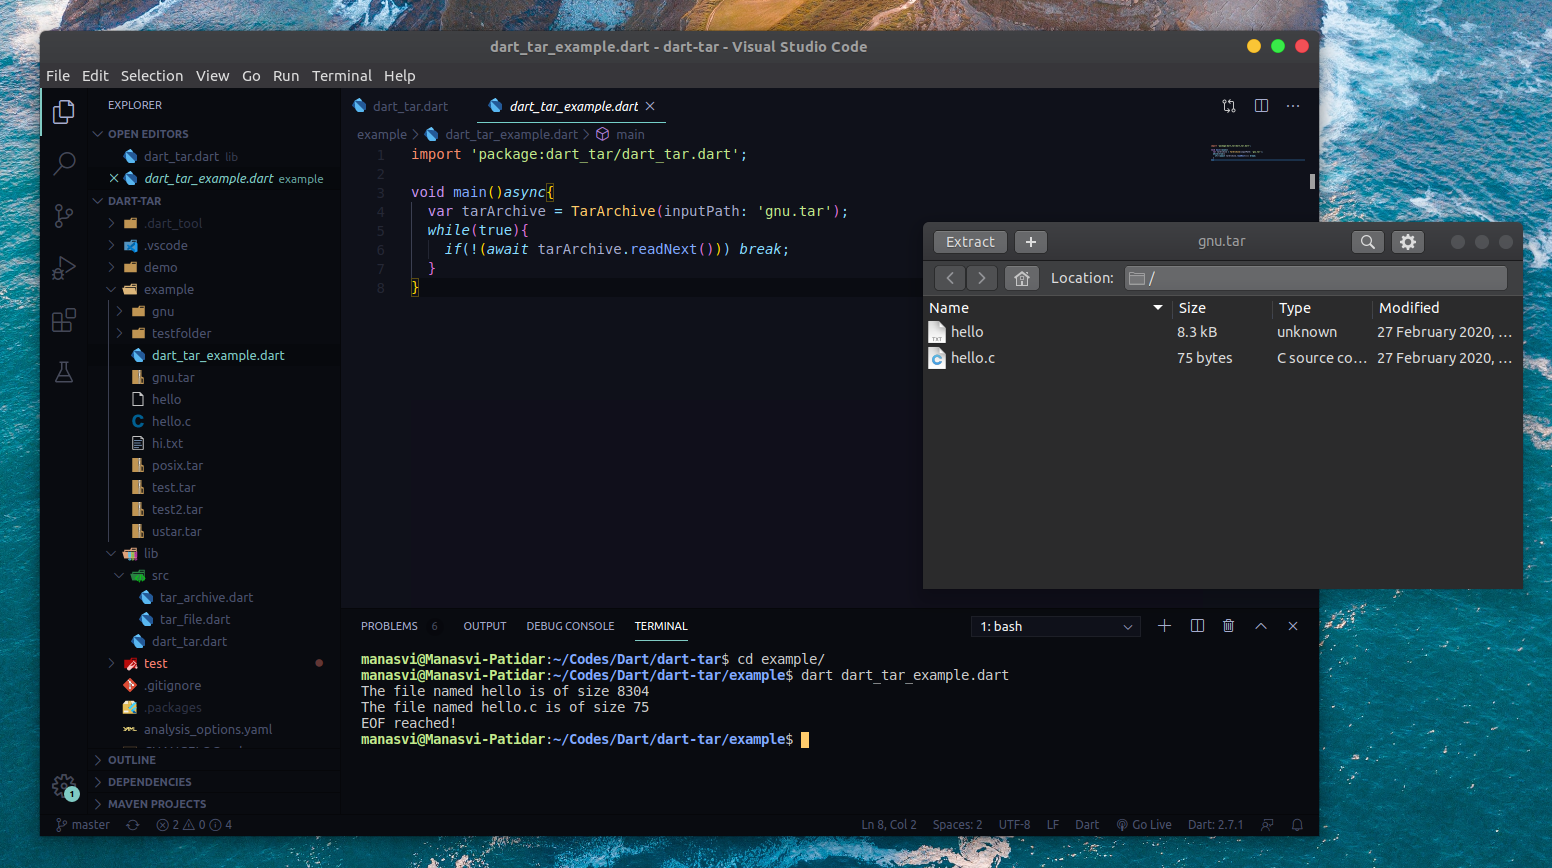 dart_tar_example.dart - dart-tar - Visual Studio Code
File Edit Selection View Go Run Terminal Help
EXPLORER
OPEN EDITORS
dart_tar.dart lib
dart_tar_example.dart example
DART-TAR
.dart_tool
.vscode
demo
example
gnu
testfolder
dart_tar_example.dart
gnu.tar
hello
hello.c
hi.txt
posix.tar
test.tar
test2.tar
ustar.tar
lib
src
tar_archive.dart
tar_file.dart
dart_tar.dart
test
.gitignore
.packages
analysis_options.yaml
OUTLINE
DEPENDENCIES
MAVEN PROJECTS
dart_tar.dart
dart_tar_example.dart
example > dart_tar_example.dart > main
1 import 'package:dart_tar/dart_tar.dart';
2
3 void main()async{
4 var tarArchive = TarArchive(inputPath: 'gnu.tar');
5 while(true){
6 if(!(await tarArchive.readNext())) break;
7 }
8 }
Extract + gnu.tar
Location: /
Name Size Type Modified
hello 8.3 kB unknown 27 February 2020, ...
hello.c 75 bytes C source co... 27 February 2020, ...
PROBLEMS 6 OUTPUT DEBUG CONSOLE TERMINAL 1: bash
manasvi@Manasvi-Patidar:~/Codes/Dart/dart-tar$ cd example/
manasvi@Manasvi-Patidar:~/Codes/Dart/dart-tar/example$ dart dart_tar_example.dart
The file named hello is of size 8304
The file named hello.c is of size 75
EOF reached!
manasvi@Manasvi-Patidar:~/Codes/Dart/dart-tar/example$
1
master 2 0 4 Ln 8, Col 2 Spaces: 2 UTF-8 LF Dart Go Live Dart: 2.7.1